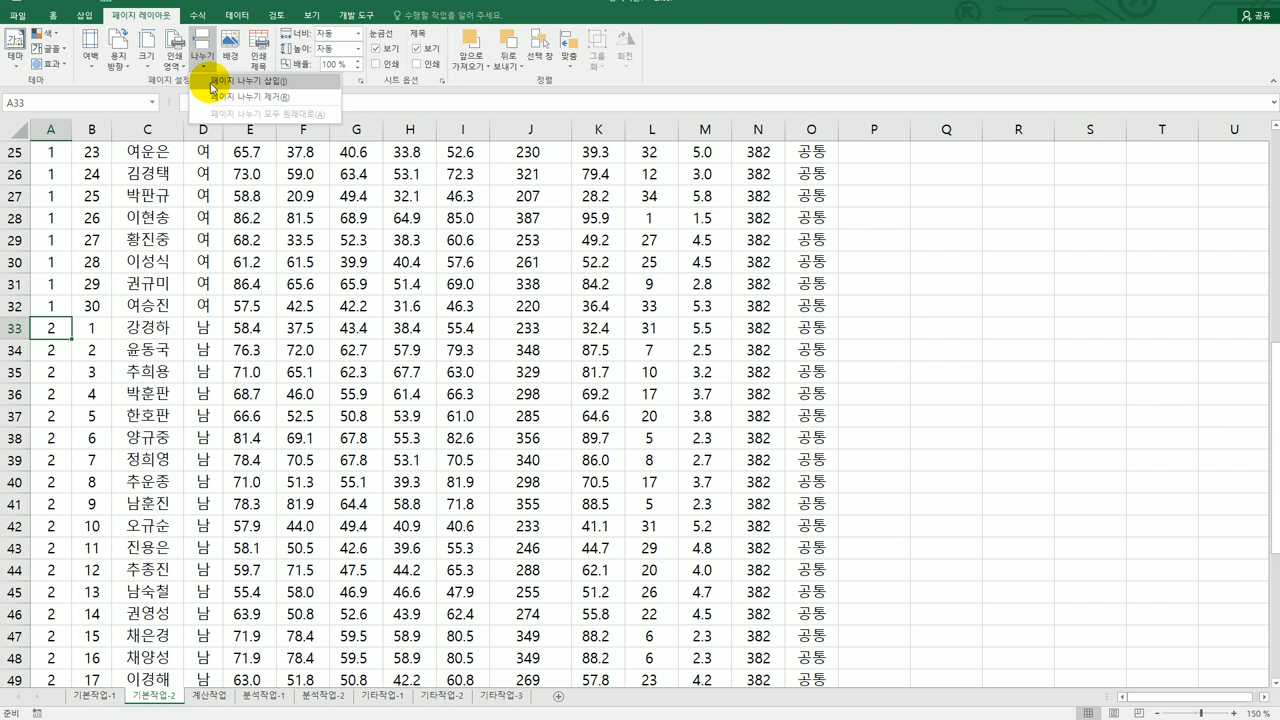 파일 홈 삽입 페이지 레이아웃 수식 데이터 검토 보기 개발 도구 수행할 작업을 알려 주세요. 공유
테마 색 글꼴 효과
여백 용지 방향 크기 인쇄 영역 나누기 배경 인쇄 제목
너비: 자동
높이: 자동
배율: 100 %
눈금선 제목
보기 보기
인쇄 인쇄
앞으로 가져오기 뒤로 보내기 선택 창 맞춤 그룹화 회전
테마 페이지 설정 시트 옵션 정렬
페이지 나누기 삽입(I)
페이지 나누기 제거(R)
페이지 나누기 모두 원래대로(A)
A33
A B C D E F G H I J K L M N O P Q R S T U
25 1 23 여운은 여 65.7 37.8 40.6 33.8 52.6 230 39.3 32 5.0 382 공통
26 1 24 김경택 여 73.0 59.0 63.4 53.1 72.3 321 79.4 12 3.0 382 공통
27 1 25 박판규 여 58.8 20.9 49.4 32.1 46.3 207 28.2 34 5.8 382 공통
28 1 26 이현송 여 86.2 81.5 68.9 64.9 85.0 387 95.9 1 1.5 382 공통
29 1 27 황진중 여 68.2 33.5 52.3 38.3 60.6 253 49.2 27 4.5 382 공통
30 1 28 이성식 여 61.2 61.5 39.9 40.4 57.6 261 52.2 25 4.5 382 공통
31 1 29 권규미 여 86.4 65.6 65.9 51.4 69.0 338 84.2 9 2.8 382 공통
32 1 30 여승진 여 57.5 42.5 42.2 31.6 46.3 220 36.4 33 5.3 382 공통
33 2 1 강경하 남 58.4 37.5 43.4 38.4 55.4 233 32.4 31 5.5 382 공통
34 2 2 윤동국 남 76.3 72.0 62.7 57.9 79.3 348 87.5 7 2.5 382 공통
35 2 3 추희용 남 71.0 65.1 62.3 67.7 63.0 329 81.7 10 3.2 382 공통
36 2 4 박훈판 남 68.7 46.0 55.9 61.4 66.3 298 69.2 17 3.7 382 공통
37 2 5 한호판 남 66.6 52.5 50.8 53.9 61.0 285 64.6 20 3.8 382 공통
38 2 6 양규중 남 81.4 69.1 67.8 55.3 82.6 356 89.7 5 2.3 382 공통
39 2 7 정희영 남 78.4 70.5 67.8 53.1 70.5 340 86.0 8 2.7 382 공통
40 2 8 추운종 남 71.0 51.3 55.1 39.3 81.9 298 70.5 17 3.7 382 공통
41 2 9 남훈진 남 78.3 81.9 64.4 58.8 71.8 355 88.5 5 2.3 382 공통
42 2 10 오규순 남 57.9 44.0 49.4 40.9 40.6 233 41.1 31 5.2 382 공통
43 2 11 진용은 남 58.1 50.5 42.6 39.6 55.3 246 44.7 29 4.8 382 공통
44 2 12 추종진 남 59.7 71.5 47.5 44.2 65.3 288 62.1 20 4.0 382 공통
45 2 13 남숙철 남 55.4 58.0 46.9 46.6 47.9 255 51.2 26 4.7 382 공통
46 2 14 권영성 남 63.9 50.8 52.6 43.9 62.4 274 55.8 22 4.5 382 공통
47 2 15 채은경 남 71.9 78.4 59.5 58.9 80.5 349 88.2 6 2.3 382 공통
48 2 16 채양성 남 71.9 78.4 59.5 58.9 80.5 349 88.2 6 2.3 382 공통
49 2 17 이경해 남 63.0 51.8 50.8 42.2 60.8 269 57.8 23 4.2 382 공통
기본작업-1 기본작업-2 계산작업 분석작업-1 분석작업-2 기타작업-1 기타작업-2 기타작업-3
준비 150 %